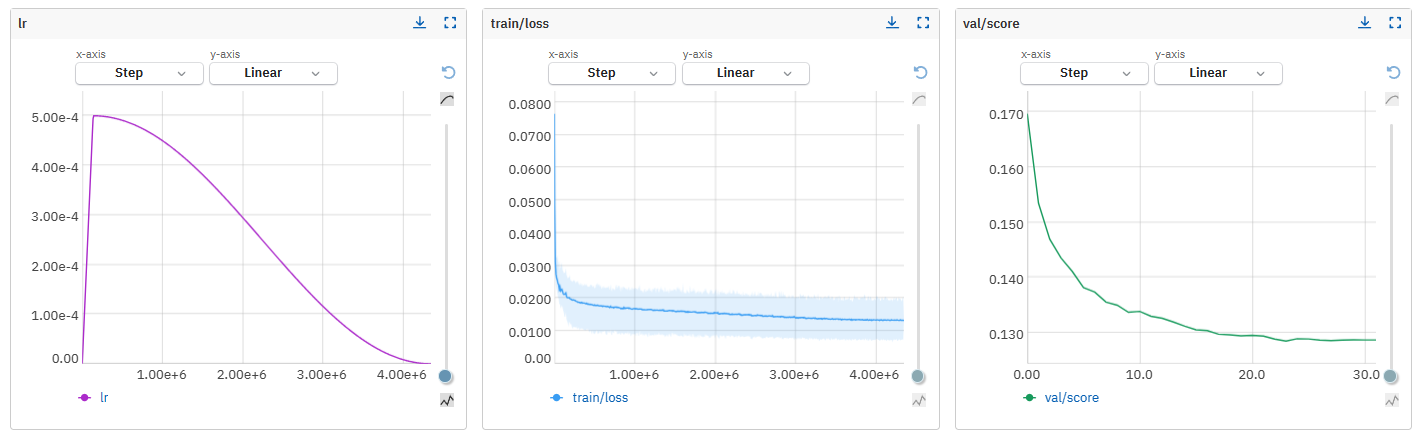 lr
x-axis y-axis
Step Linear
5.00e-4
4.00e-4
3.00e-4
2.00e-4
1.00e-4
0.00
1.00e+6 2.00e+6 3.00e+6 4.00e+6
lr
train/loss
x-axis y-axis
Step Linear
0.0800
0.0700
0.0600
0.0500
0.0400
0.0300
0.0200
0.0100
0.00
1.00e+6 2.00e+6 3.00e+6 4.00e+6
train/loss
val/score
x-axis y-axis
Step Linear
0.170
0.160
0.150
0.140
0.130
0.00 10.0 20.0 30.0
val/score